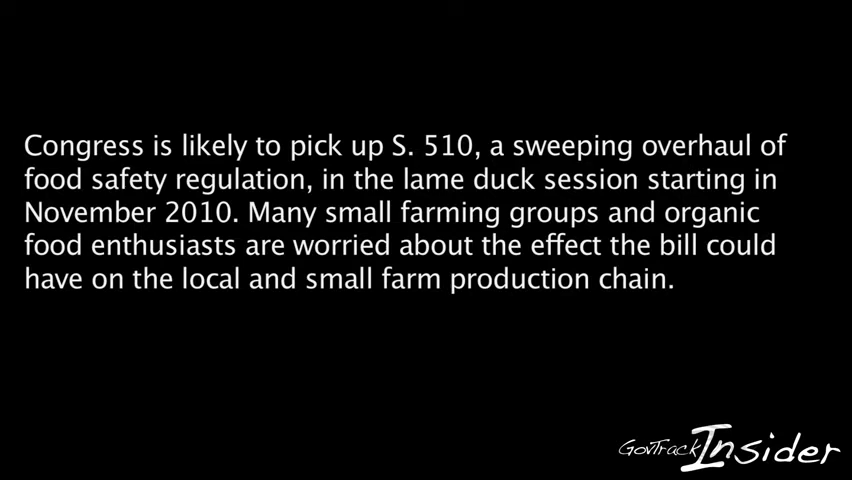 Congress is likely to pick up S. 510, a sweeping overhaul of
food safety regulation, in the lame duck session starting in
November 2010. Many small farming groups and organic
food enthusiasts are worried about the effect the bill could
have on the local and small farm production chain.
GovTrack Insider